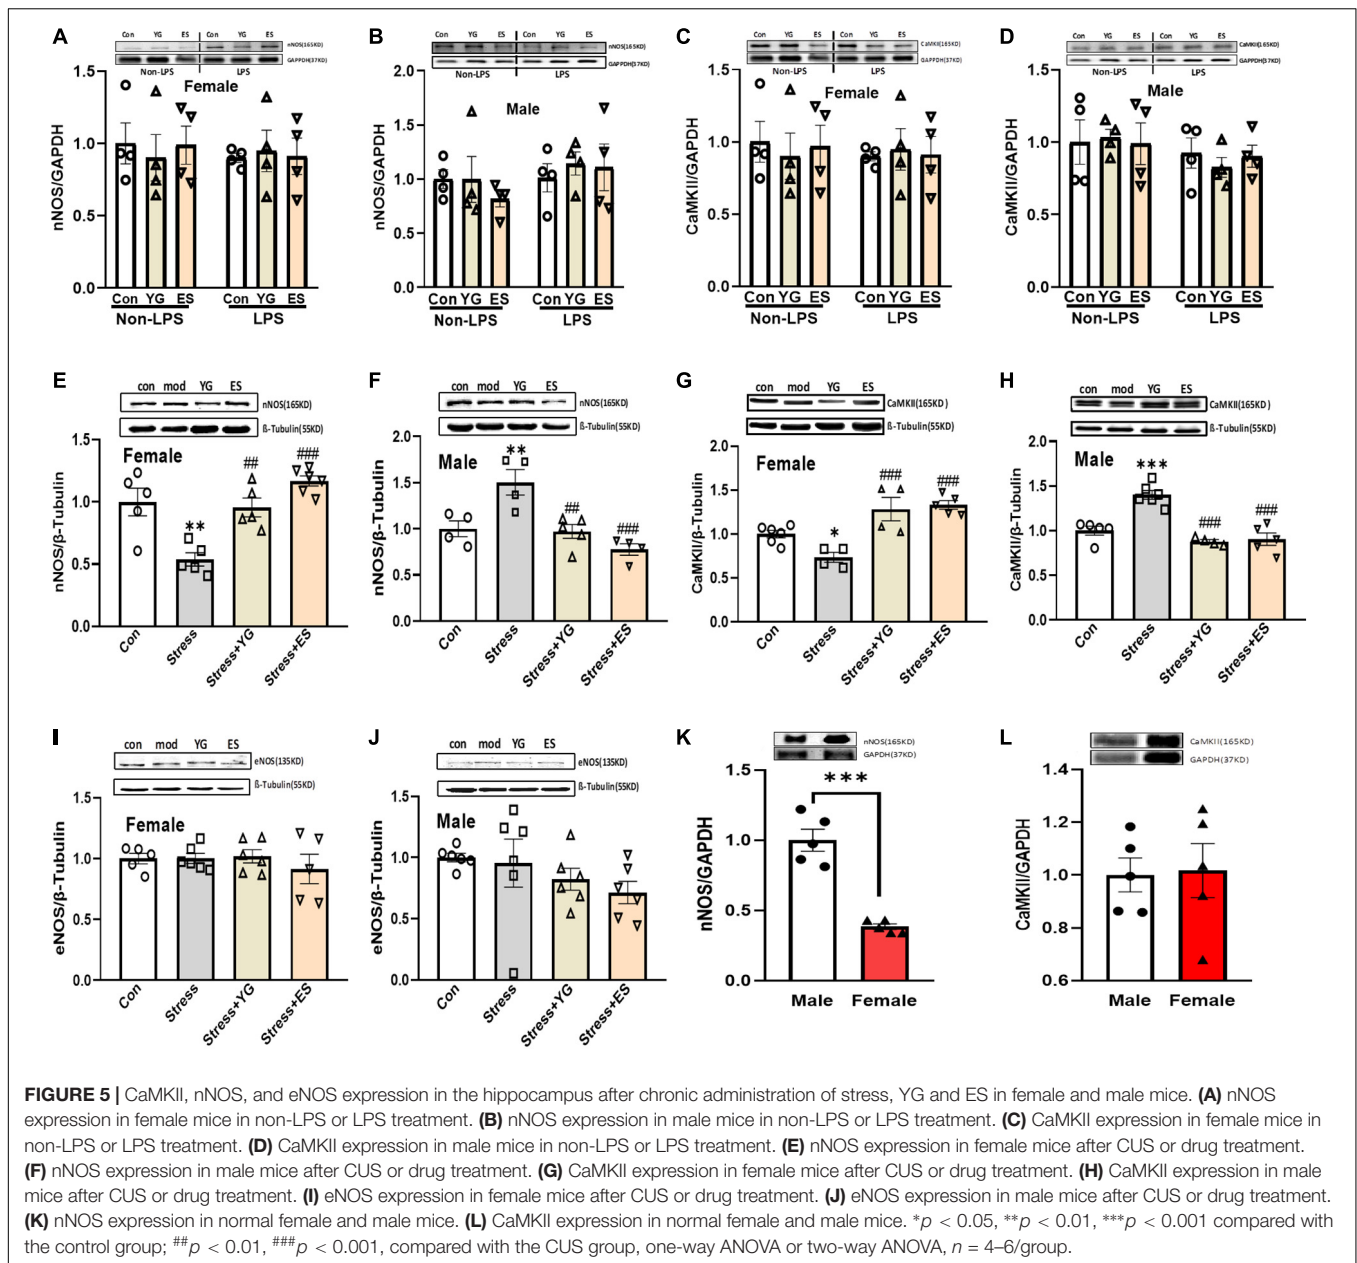 A
Con YG ES Con YG ES
nNOS(165KD)
GAPPDH(37KD)
Non-LPS LPS
Female
nNOS/GAPDH
1.5
1.0
0.5
0.0
Con YG ES Con YG ES
Non-LPS LPS
B
Con YG ES Con YG ES
nNOS(165KD)
GAPPDH(37KD)
Non-LPS LPS
Male
nNOS/GAPDH
2.0
1.5
1.0
0.5
0.0
Con YG ES Con YG ES
Non-LPS LPS
C
Con YG ES Con YG ES
CaMKII(165KD)
GAPPDH(37KD)
Non-LPS LPS
Female
CaMKII/GAPDH
1.5
1.0
0.5
0.0
Con YG ES Con YG ES
Non-LPS LPS
D
Con YG ES Con YG ES
CaMKII(165KD)
GAPPDH(37KD)
Non-LPS LPS
Male
CaMKII/GAPDH
1.5
1.0
0.5
0.0
Con YG ES Con YG ES
Non-LPS LPS
E
con mod YG ES
nNOS(165KD)
ß-Tubulin(55KD)
Female
nNOS/β-Tubulin
1.5
1.0
0.5
0.0
** ## ###
Con Stress Stress+YG Stress+ES
F
con mod YG ES
nNOS(165KD)
ß-Tubulin(55KD)
Male
nNOS/β-Tubulin
2.0
1.5
1.0
0.5
0.0
** ## ###
Con Stress Stress+YG Stress+ES
G
con mod YG ES
CaMKII(165KD)
ß-Tubulin(55KD)
Female
CaMKII/β-Tubulin
2.0
1.5
1.0
0.5
0.0
* ### ###
Con Stress Stress+YG Stress+ES
H
con mod YG ES
CaMKII(165KD)
ß-Tubulin(55KD)
Male
CaMKII/β-Tubulin
2.0
1.5
1.0
0.5
0.0
*** ### ###
Con Stress Stress+YG Stress+ES
I
con mod YG ES
eNOS(135KD)
ß-Tubulin(55KD)
Female
eNOS/β-Tubulin
1.5
1.0
0.5
0.0
Con Stress Stress+YG Stress+ES
J
con mod YG ES
eNOS(135KD)
ß-Tubulin(55KD)
Male
eNOS/β-Tubulin
1.5
1.0
0.5
0.0
Con Stress Stress+YG Stress+ES
K
nNOS(165KD)
GAPDH(37KD)
nNOS/GAPDH
1.5
1.0
0.5
0.0
***
Male Female
L
CaMKII(165KD)
GAPDH(37KD)
CaMKII/GAPDH
1.4
1.2
1.0
0.8
0.6
Male Female
FIGURE 5 | CaMKII, nNOS, and eNOS expression in the hippocampus after chronic administration of stress, YG and ES in female and male mice. (A) nNOS
expression in female mice in non-LPS or LPS treatment. (B) nNOS expression in male mice in non-LPS or LPS treatment. (C) CaMKII expression in female mice in
non-LPS or LPS treatment. (D) CaMKII expression in male mice in non-LPS or LPS treatment. (E) nNOS expression in female mice after CUS or drug treatment.
(F) nNOS expression in male mice after CUS or drug treatment. (G) CaMKII expression in female mice after CUS or drug treatment. (H) CaMKII expression in male
mice after CUS or drug treatment. (I) eNOS expression in female mice after CUS or drug treatment. (J) eNOS expression in male mice after CUS or drug treatment.
(K) nNOS expression in normal female and male mice. (L) CaMKII expression in normal female and male mice. *p < 0.05, **p < 0.01, ***p < 0.001 compared with
the control group; ##p < 0.01, ###p < 0.001, compared with the CUS group, one-way ANOVA or two-way ANOVA, n = 4–6/group.